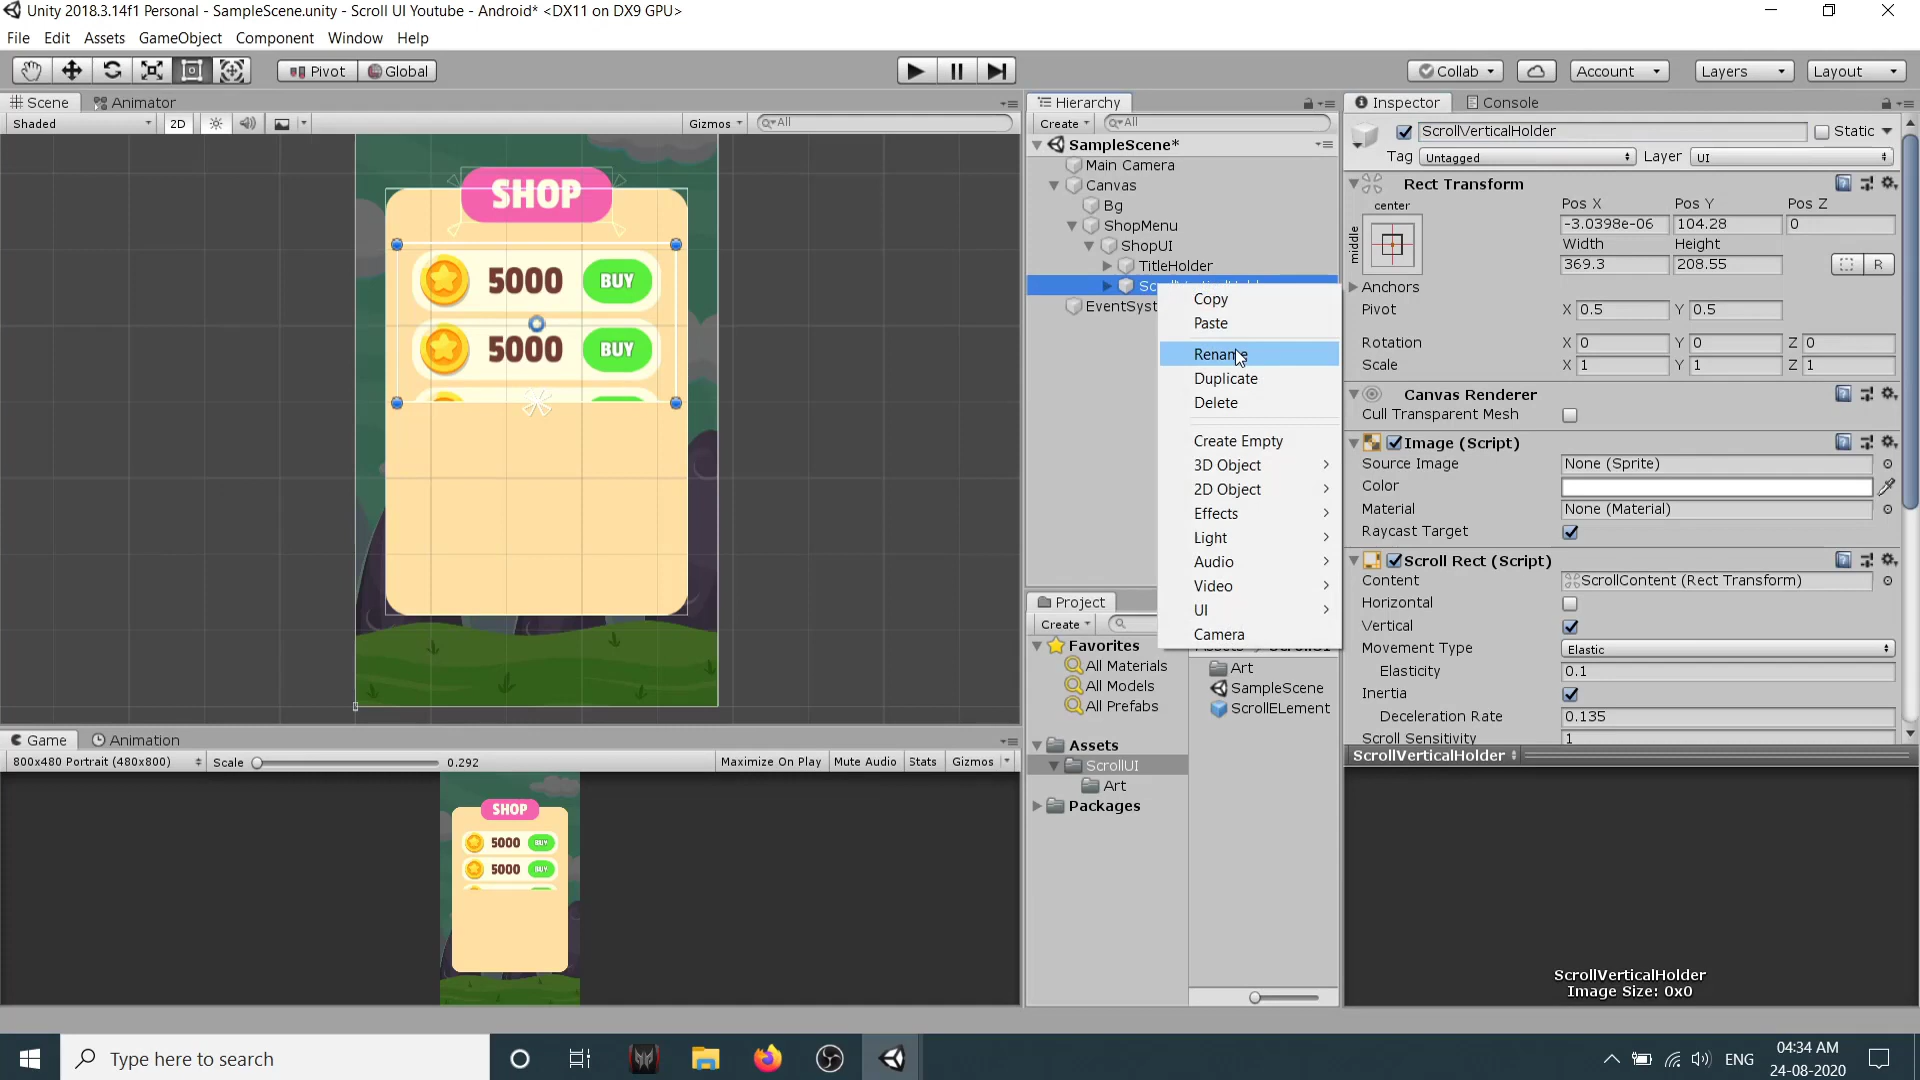 Unity 2018.3.14f1 Personal - SampleScene.unity - Scroll UI Youtube - Android* <DX11 on DX9 GPU>
File Edit Assets GameObject Component Window Help
Pivot Global Collab Account Layers Layout
Scene Animator
Shaded 2D Gizmos All
SHOP
5000 BUY
5000 BUY
Game Animation
800x480 Portrait (480x800) Scale 0.292 Maximize On Play Mute Audio Stats Gizmos
SHOP
5000 BUY
5000 BUY
Hierarchy
Create All
SampleScene*
Main Camera
Canvas
Bg
ShopMenu
ShopUI
TitleHolder
EventSyst
Copy
Paste
Rename
Duplicate
Delete
Create Empty
3D Object
2D Object
Effects
Light
Audio
Video
UI
Camera
Project
Create
Favorites
All Materials
All Models
All Prefabs
Assets
ScrollUI
Art
Packages
Art
SampleScene
ScrollELement
Inspector Console
ScrollVerticalHolder Static
Tag Untagged Layer UI
Rect Transform
center
middle
Pos X Pos Y Pos Z
-3.0398e-06 104.28 0
Width Height
369.3 208.55 R
Anchors
Pivot X 0.5 Y 0.5
Rotation X 0 Y 0 Z 0
Scale X 1 Y 1 Z 1
Canvas Renderer
Cull Transparent Mesh
Image (Script)
Source Image None (Sprite)
Color
Material None (Material)
Raycast Target
Scroll Rect (Script)
Content ScrollContent (Rect Transform)
Horizontal
Vertical
Movement Type Elastic
Elasticity 0.1
Inertia
Deceleration Rate 0.135
Scroll Sensitivity 1
ScrollVerticalHolder
ScrollVerticalHolder
Image Size: 0x0
Type here to search
ENG
04:34 AM
24-08-2020